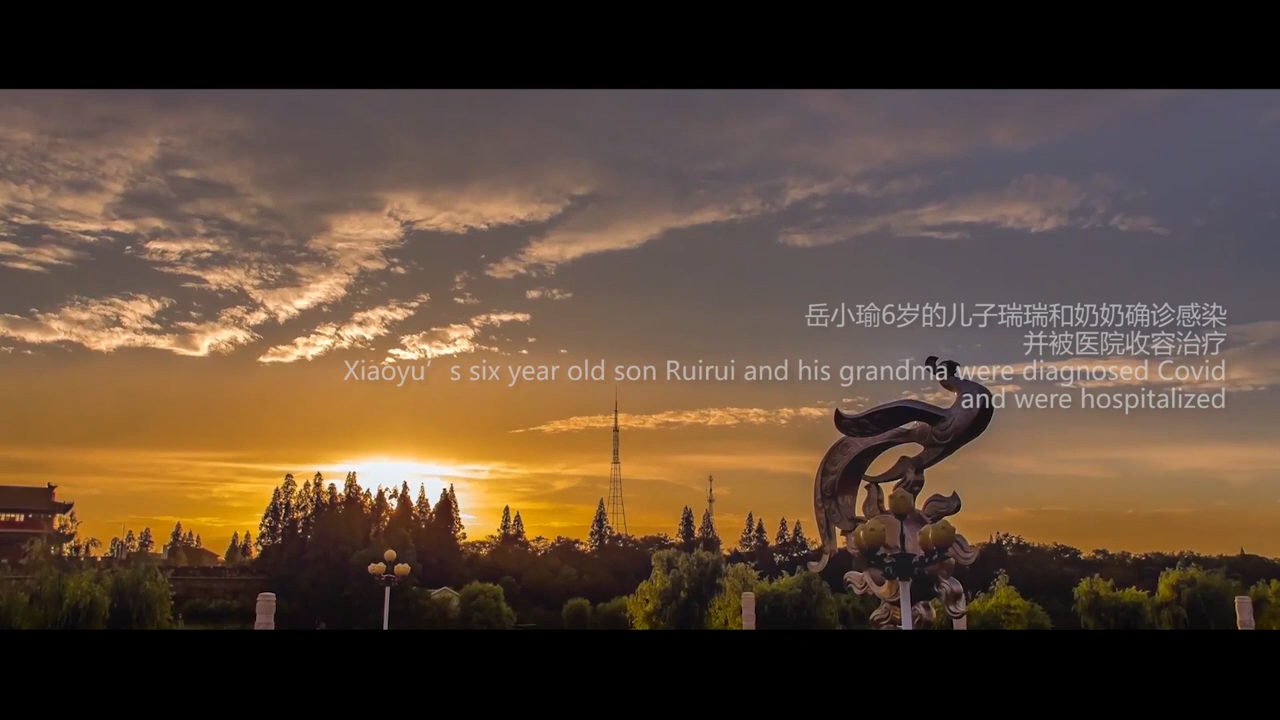 岳小瑜6岁的儿子瑞瑞和奶奶确诊感染
并被医院收容治疗
Xiaoyu’s six year old son Ruirui and his grandma were diagnosed Covid
and were hospitalized